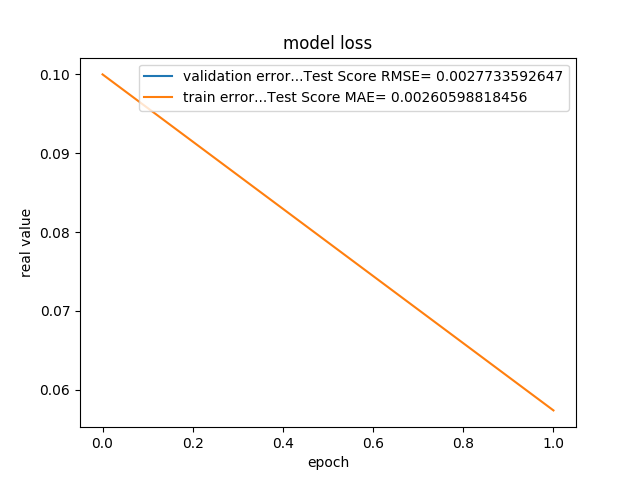 model loss
validation error...Test Score RMSE= 0.0027733592647
train error...Test Score MAE= 0.00260598818456
0.10
0.09
0.08
0.07
0.06
real value
0.0 0.2 0.4 0.6 0.8 1.0
epoch